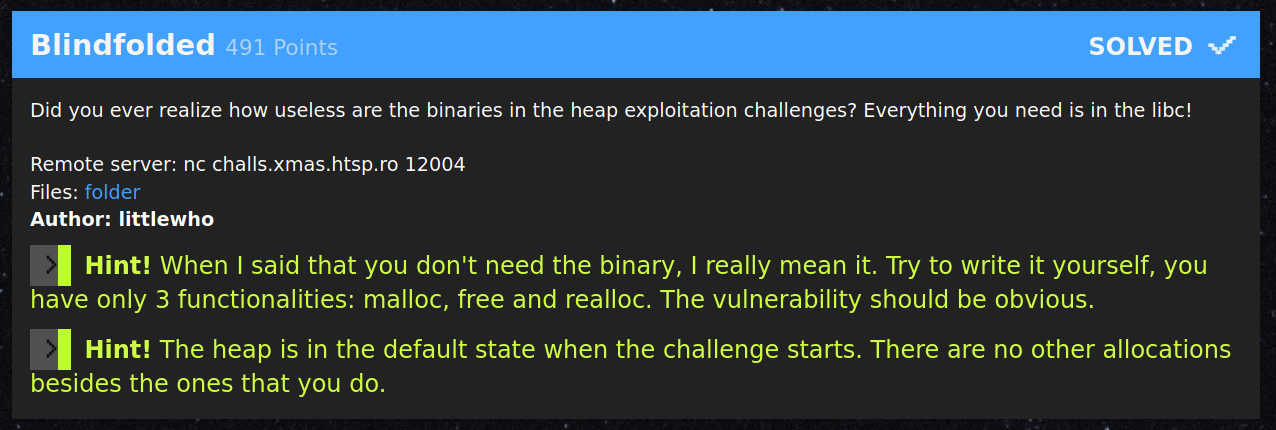 Blindfolded 491 Points SOLVED
Did you ever realize how useless are the binaries in the heap exploitation challenges? Everything you need is in the libc!
Remote server: nc challs.xmas.htsp.ro 12004
Files: folder
Author: littlewho
Hint! When I said that you don't need the binary, I really mean it. Try to write it yourself, you
have only 3 functionalities: malloc, free and realloc. The vulnerability should be obvious.
Hint! The heap is in the default state when the challenge starts. There are no other allocations
besides the ones that you do.